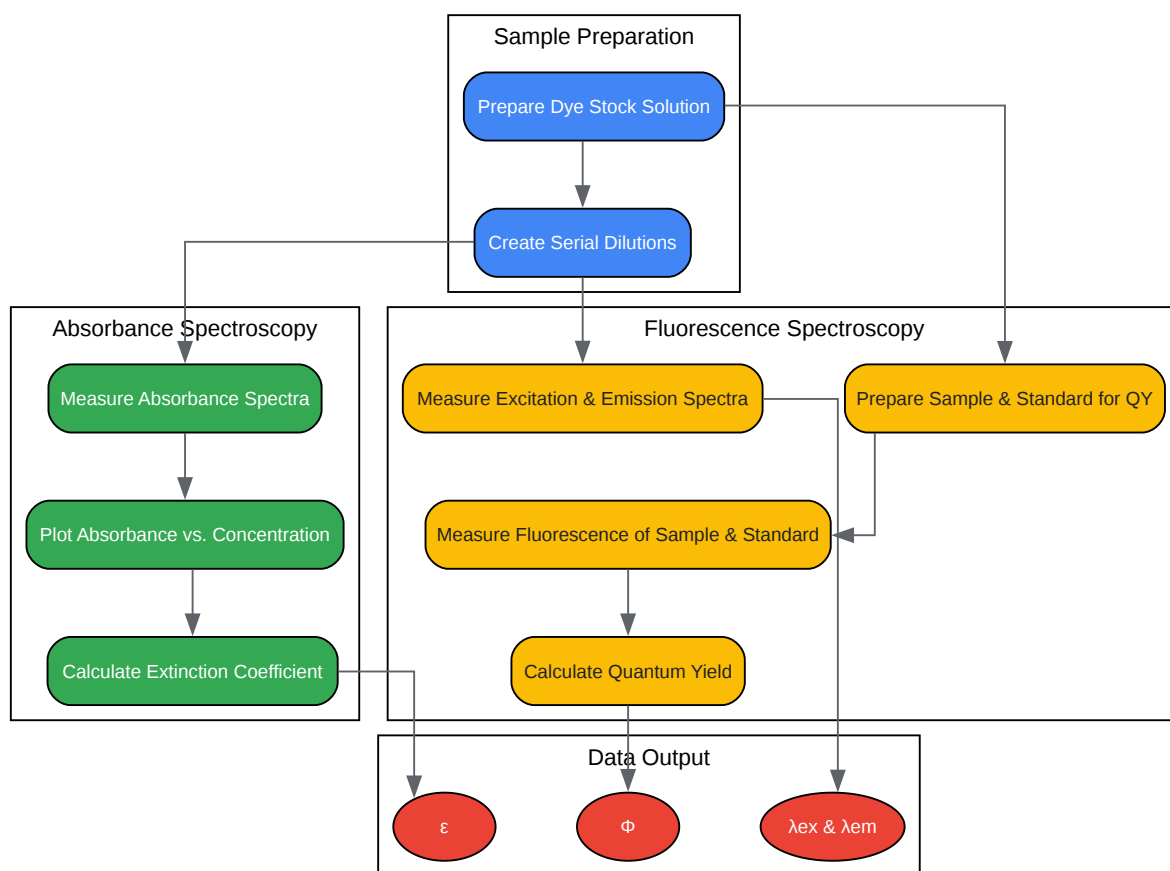 Sample Preparation
Prepare Dye Stock Solution
Create Serial Dilutions
Absorbance Spectroscopy
Fluorescence Spectroscopy
Measure Absorbance Spectra
Measure Excitation & Emission Spectra
Prepare Sample & Standard for QY
Plot Absorbance vs. Concentration
Measure Fluorescence of Sample & Standard
Calculate Extinction Coefficient
Calculate Quantum Yield
Data Output
ε
Φ
λex & λem